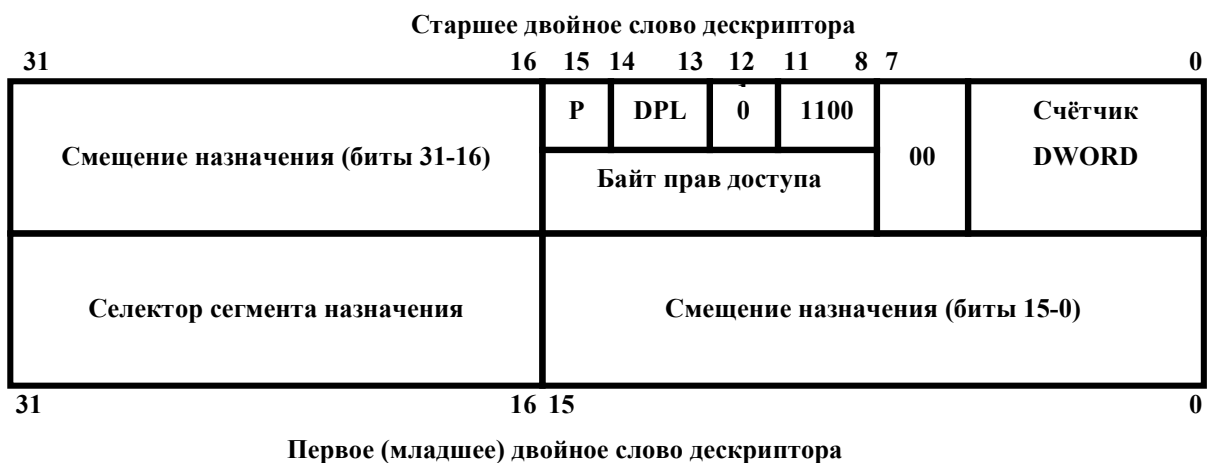 Старшее двойное слово дескриптора
31 16 15 14 13 12 11 8 7 0
P DPL 0 1100 Счётчик
Смещение назначения (биты 31-16) 00 DWORD
Байт прав доступа
Селектор сегмента назначения Смещение назначения (биты 15-0)
31 16 15 0
Первое (младшее) двойное слово дескриптора